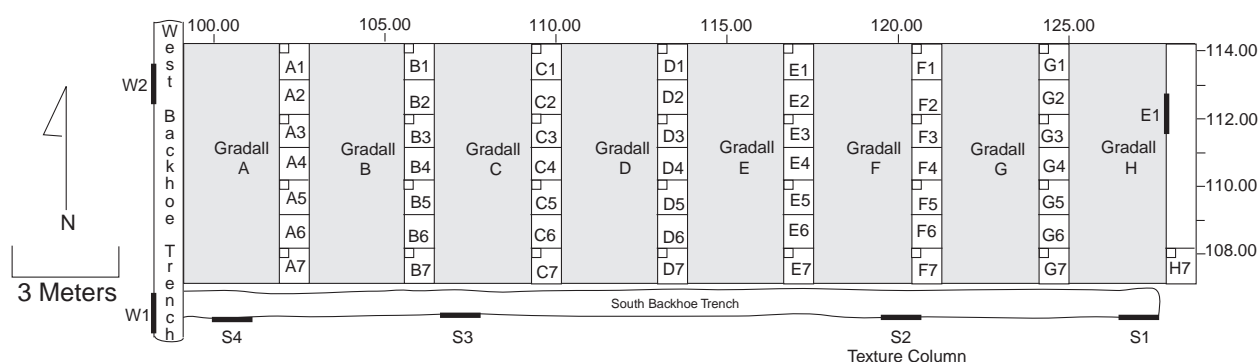 100.00 105.00 110.00 115.00 120.00 125.00
114.00
112.00
110.00
108.00
West Backhoe Trench
W2
W1
N
3 Meters
Gradall
A
A1
A2
A3
A4
A5
A6
A7
Gradall
B
B1
B2
B3
B4
B5
B6
B7
Gradall
C
C1
C2
C3
C4
C5
C6
C7
Gradall
D
D1
D2
D3
D4
D5
D6
D7
Gradall
E
E1
E2
E3
E4
E5
E6
E7
Gradall
F
F1
F2
F3
F4
F5
F6
F7
Gradall
G
G1
G2
G3
G4
G5
G6
G7
Gradall
H
E1
H7
South Backhoe Trench
S4 S3 S2 S1
Texture Column